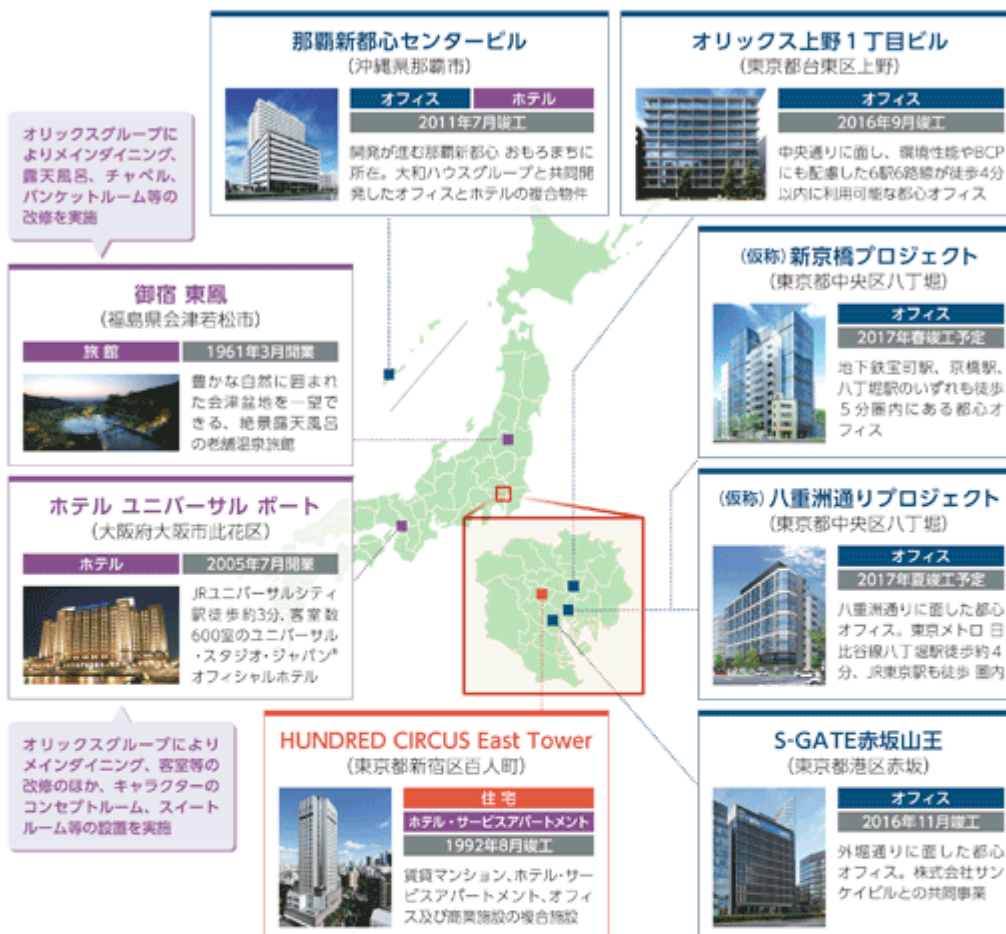 那覇新都心センタービル
(沖縄県那覇市)
オフィス
ホテル
2011年7月竣工
開発が進む那覇新都心 おもろまちに
所在。大和ハウスグループと共同開
発したオフィスとホテルの複合物件
オリックス上野1丁目ビル
(東京都台東区上野)
オフィス
2016年9月竣工
中央通りに面し、環境性能やBCP
にも配慮した6駅6路線が徒歩4分
以内に利用可能な都心オフィス
オリックスグループに
よりメインダイニング、
露天風呂、チャペル、
バンケットルーム等の
改修を実施
御宿 東鳳
(福島県会津若松市)
旅館
1961年3月開業
豊かな自然に囲まれ
た会津盆地を一望で
きる、絶景露天風呂
の老舗温泉旅館
(仮称)新京橋プロジェクト
(東京都中央区八丁堀)
オフィス
2017年春竣工予定
地下鉄宝町駅、京橋駅、
八丁堀駅のいずれも徒歩
5分圏内にある都心オ
フィス
ホテル ユニバーサル ポート
(大阪府大阪市此花区)
ホテル
2005年7月開業
JRユニバーサルシティ
駅徒歩約3分、客室数
600室のユニバーサル
・スタジオ・ジャパン®
オフィシャルホテル
(仮称)八重洲通りプロジェクト
(東京都中央区八丁堀)
オフィス
2017年夏竣工予定
八重洲通りに面した都心
オフィス。東京メトロ 日
比谷線八丁堀駅徒歩約4
分、JR東京駅も徒歩 圏内
オリックスグループにより
メインダイニング、客室等の
改修のほか、キャラクターの
コンセプトルーム、スイート
ルーム等の設置を実施
HUNDRED CIRCUS East Tower
(東京都新宿区百人町)
住宅
ホテル・サービスアパートメント
1992年8月竣工
賃貸マンション、ホテル・サー
ビスアパートメント、オフィ
ス及び商業施設の複合施設
S-GATE赤坂山王
(東京都港区赤坂)
オフィス
2016年11月竣工
外堀通りに面した都心
オフィス。株式会社サン
ケイビルとの共同事業